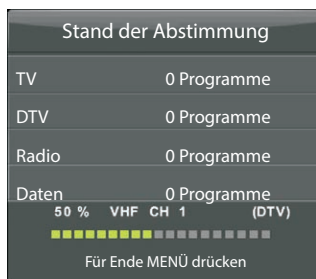 Stand der Abstimmung
TV 0 Programme
DTV 0 Programme
Radio 0 Programme
Daten 0 Programme
50 % VHF CH 1 (DTV)
Für Ende MENÜ drücken